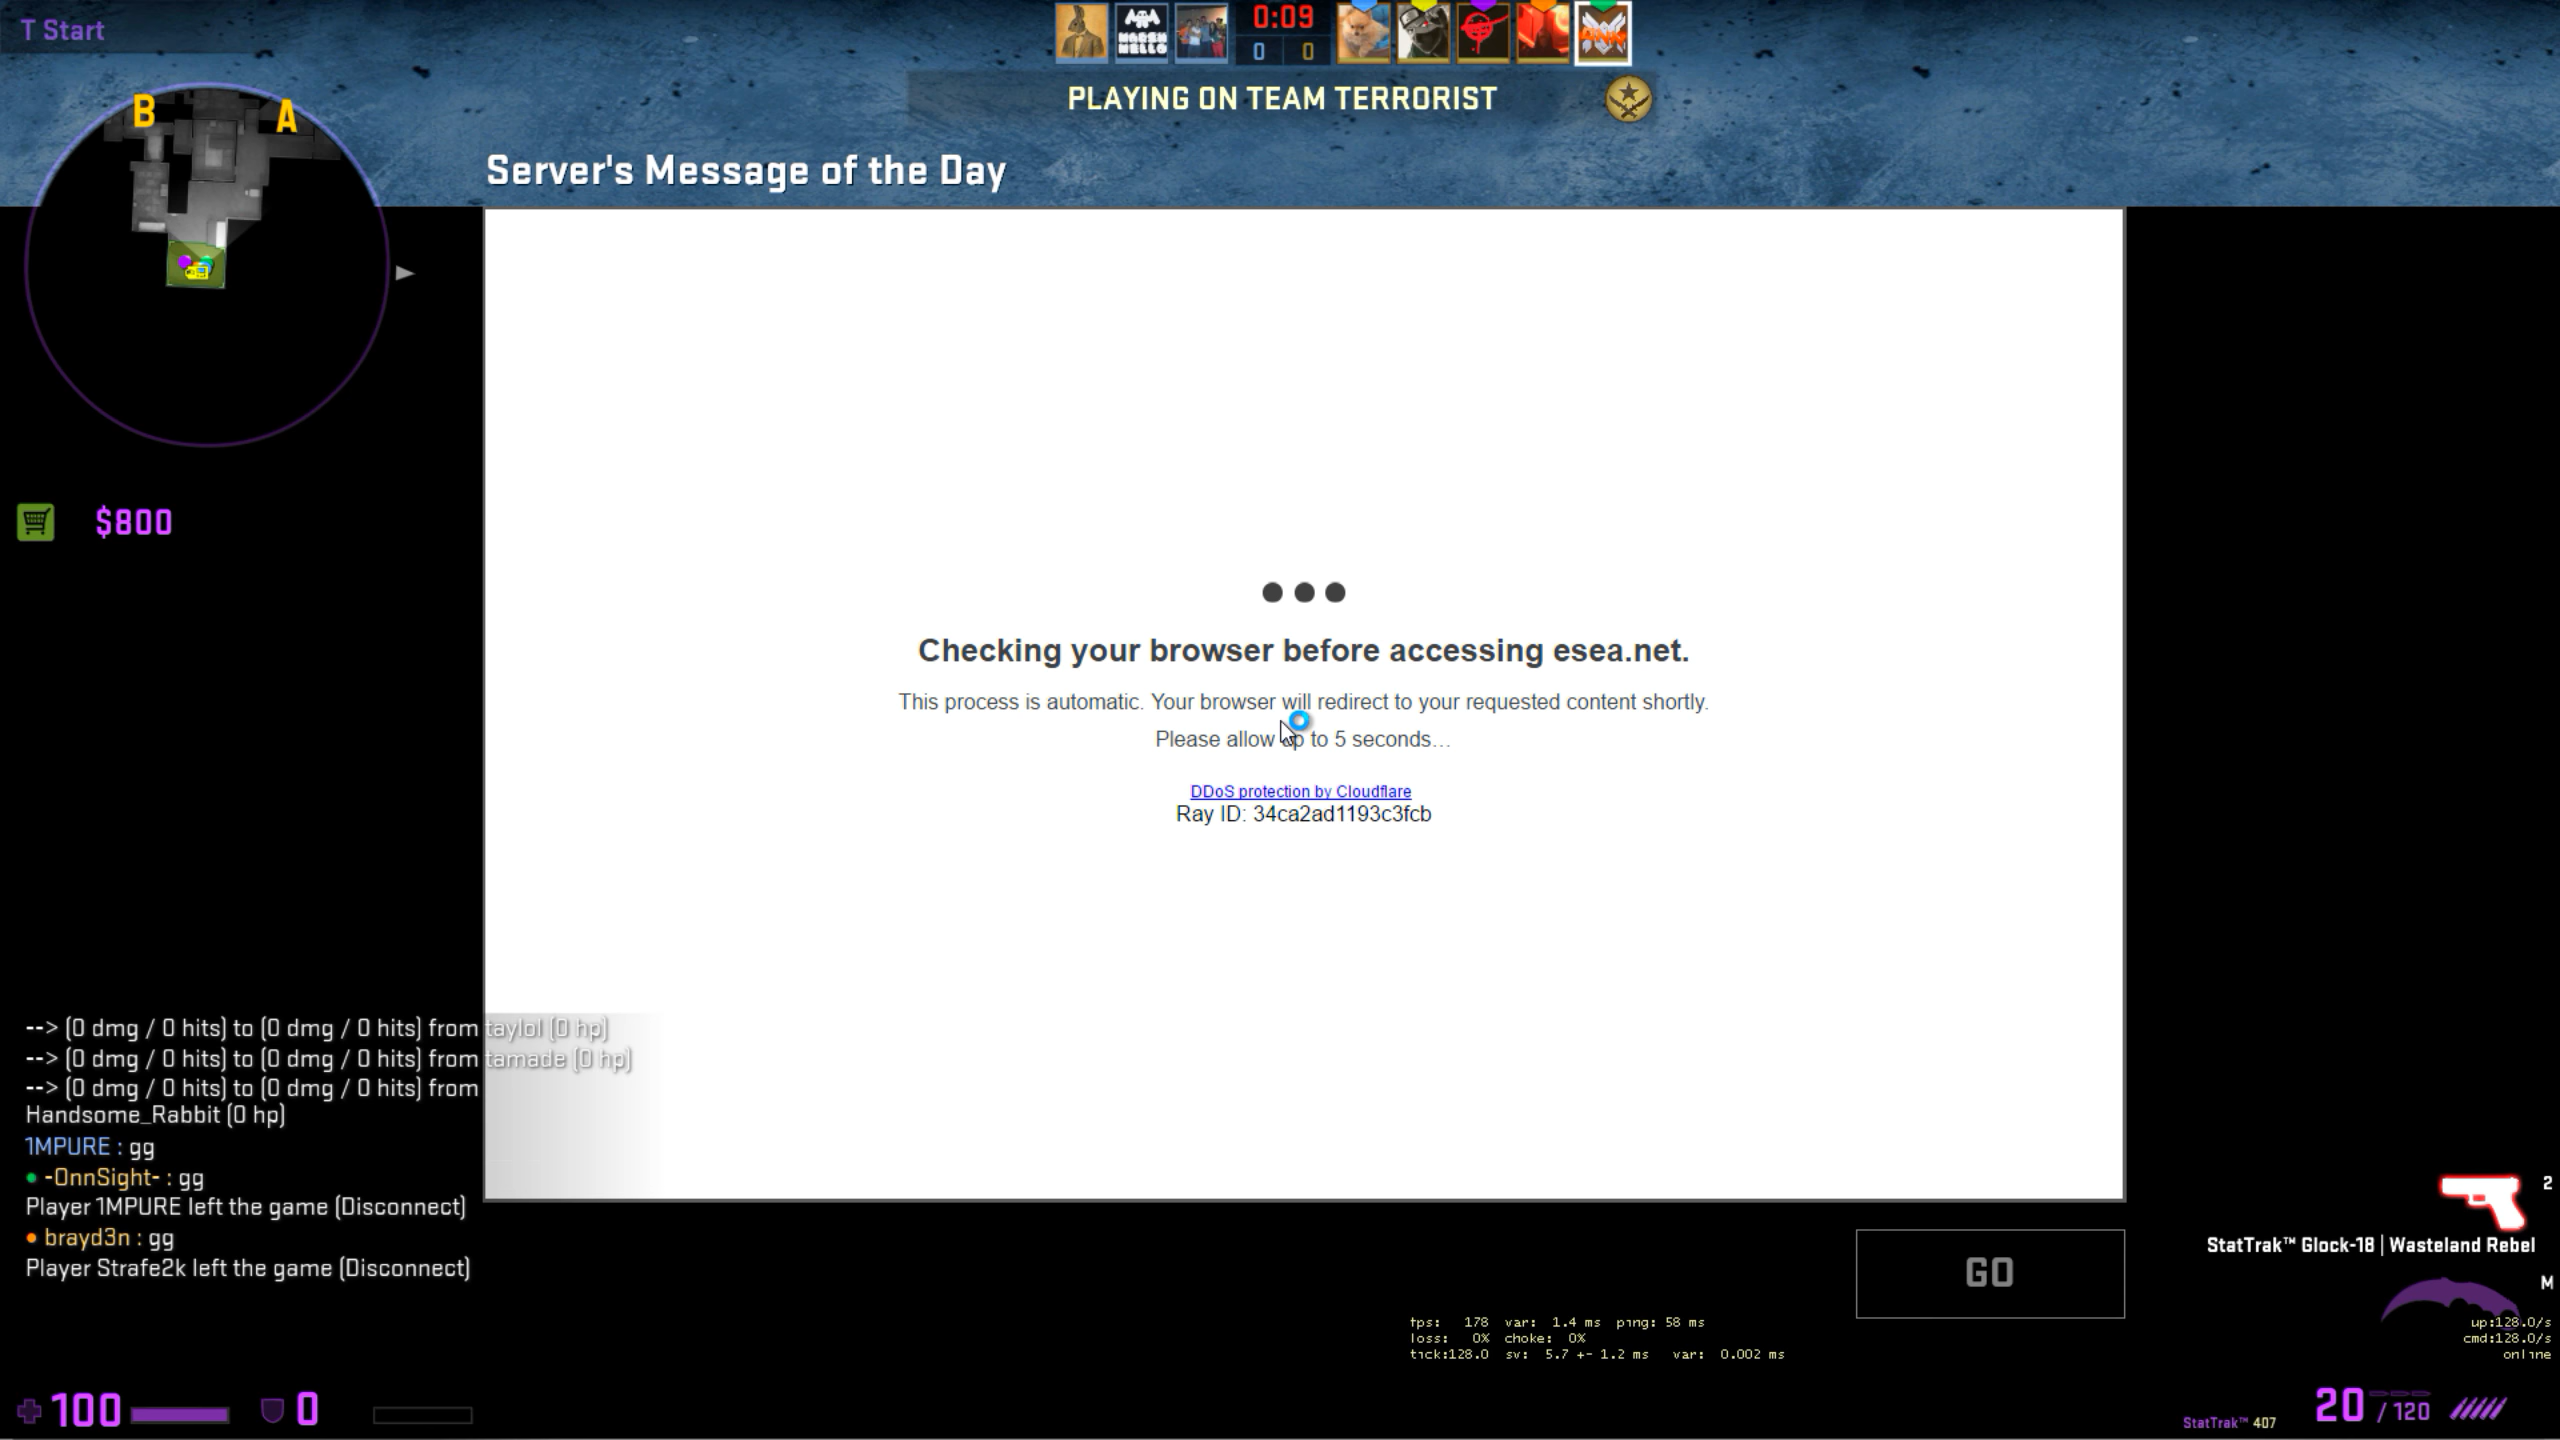 T Start
MARSH
MELLO
0:09
0 0
B A
PLAYING ON TEAM TERRORIST
Server's Message of the Day
$800
Checking your browser before accessing esea.net.
This process is automatic. Your browser will redirect to your requested content shortly.
Please allow up to 5 seconds…
DDoS protection by Cloudflare
Ray ID: 34ca2ad1193c3fcb
--> (0 dmg / 0 hits) to (0 dmg / 0 hits) from taylol (0 hp)
--> (0 dmg / 0 hits) to (0 dmg / 0 hits) from tamade (0 hp)
--> (0 dmg / 0 hits) to (0 dmg / 0 hits) from
Handsome_Rabbit (0 hp)
1MPURE : gg
-OnnSight- : gg
Player 1MPURE left the game (Disconnect)
brayd3n : gg
Player Strafe2k left the game (Disconnect)
2
StatTrak™ Glock-18 | Wasteland Rebel
GO
M
fps: 178 var: 1.4 ms ping: 58 ms
loss: 0% choke: 0%
tick:128.0 sv: 5.7 +- 1.2 ms var: 0.002 ms
up:128.0/s
cmd:128.0/s
online
100 0
StatTrak™ 407
20 / 120